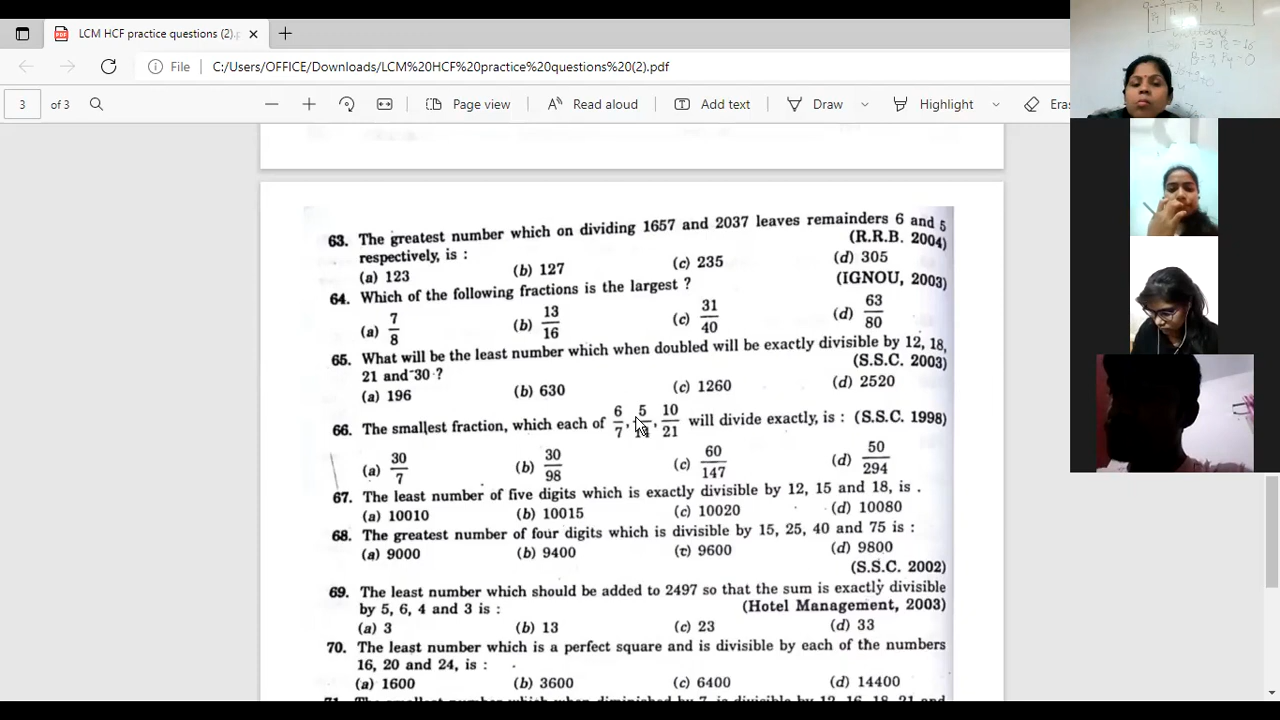 LCM HCF practice questions (2).p
File C:/Users/OFFICE/Downloads/LCM%20HCF%20practice%20questions%20(2).pdf
3 of 3 Page view Read aloud Add text Draw Highlight Eras
63. The greatest number which on dividing 1657 and 2037 leaves remainders 6 and 5
respectively, is : (R.R.B. 2004)
(a) 123 (b) 127 (c) 235 (d) 305
64. Which of the following fractions is the largest ? (IGNOU, 2003)
(a) 7/8 (b) 13/16 (c) 31/40 (d) 63/80
65. What will be the least number which when doubled will be exactly divisible by 12, 18,
21 and 30 ? (S.S.C. 2003)
(a) 196 (b) 630 (c) 1260 (d) 2520
66. The smallest fraction, which each of 6/7, 5/14, 10/21 will divide exactly, is : (S.S.C. 1998)
(a) 30/7 (b) 30/98 (c) 60/147 (d) 50/294
67. The least number of five digits which is exactly divisible by 12, 15 and 18, is .
(a) 10010 (b) 10015 (c) 10020 (d) 10080
68. The greatest number of four digits which is divisible by 15, 25, 40 and 75 is :
(a) 9000 (b) 9400 (c) 9600 (d) 9800
(S.S.C. 2002)
69. The least number which should be added to 2497 so that the sum is exactly divisible
by 5, 6, 4 and 3 is : (Hotel Management, 2003)
(a) 3 (b) 13 (c) 23 (d) 33
70. The least number which is a perfect square and is divisible by each of the numbers
16, 20 and 24, is :
(a) 1600 (b) 3600 (c) 6400 (d) 14400